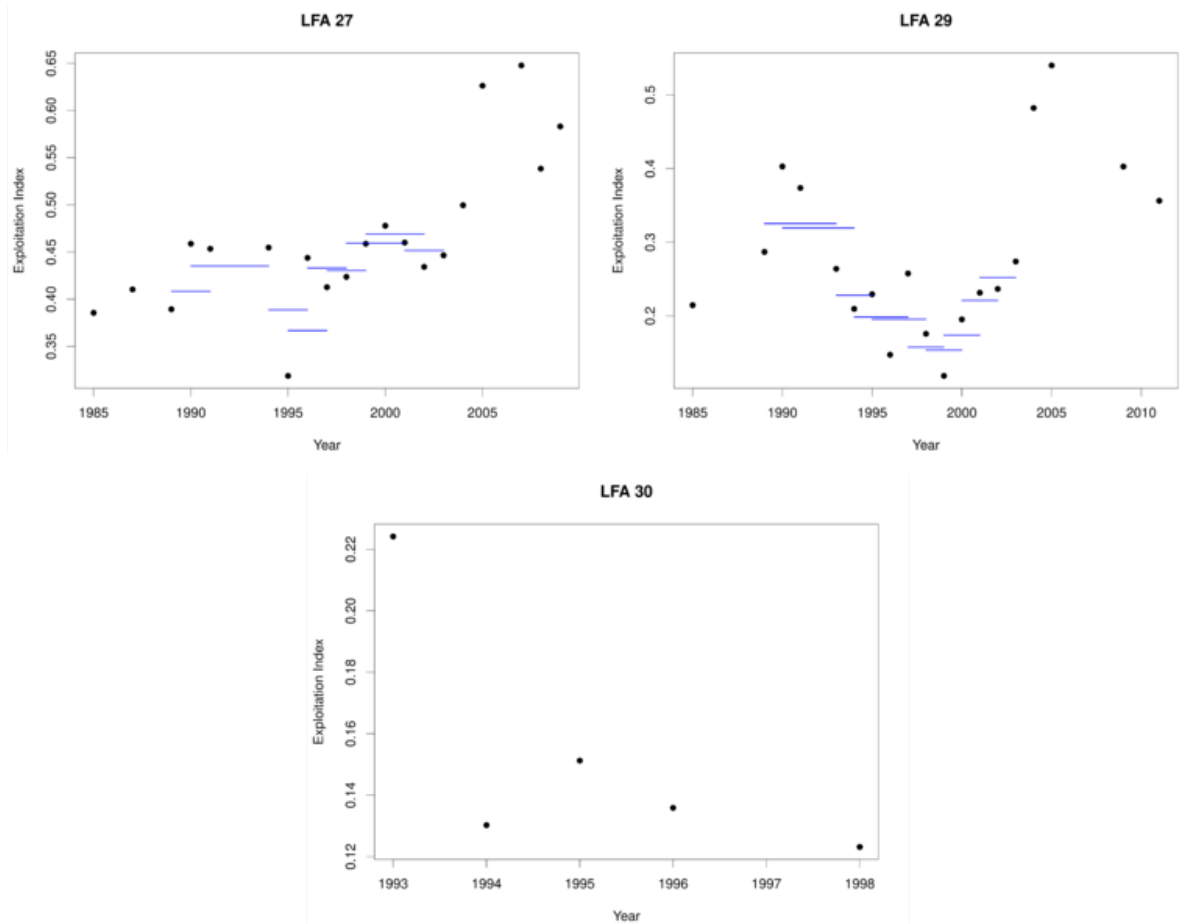 LFA 27
0.65
0.60
0.55
0.50
0.45
0.40
0.35
Exploitation Index
1985 1990 1995 2000 2005
Year
LFA 29
0.5
0.4
0.3
0.2
Exploitation Index
1985 1990 1995 2000 2005 2010
Year
LFA 30
0.22
0.20
0.18
0.16
0.14
0.12
Exploitation Index
1993 1994 1995 1996 1997 1998
Year